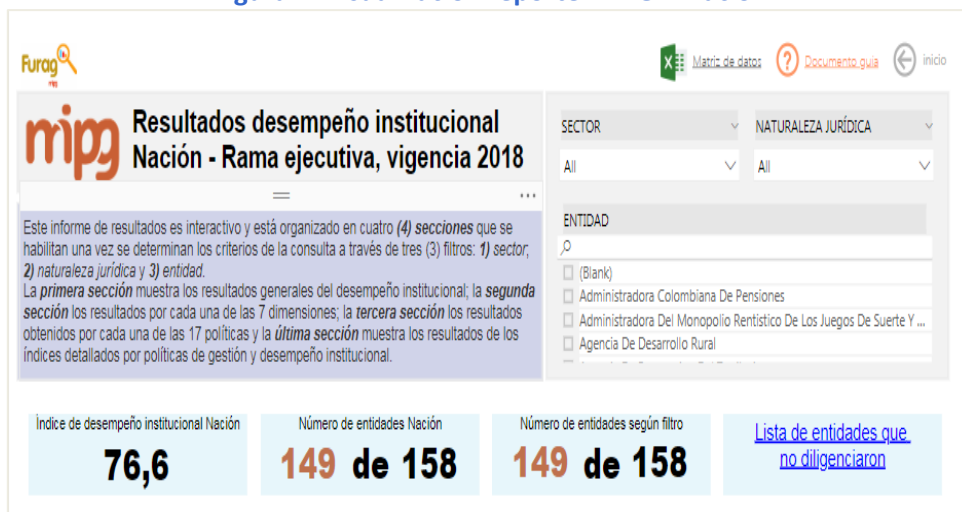 Furag
mipg
Matriz de datos
Documento guia
inicio
mipg
Resultados desempeño institucional
Nación - Rama ejecutiva, vigencia 2018
SECTOR
NATURALEZA JURÍDICA
All
All
Este informe de resultados es interactivo y está organizado en cuatro (4) secciones que se
habilitan una vez se determinan los criterios de la consulta a través de tres (3) filtros: 1) sector;
2) naturaleza jurídica y 3) entidad.
La primera sección muestra los resultados generales del desempeño institucional; la segunda
sección los resultados por cada una de las 7 dimensiones; la tercera sección los resultados
obtenidos por cada una de las 17 políticas y la última sección muestra los resultados de los
índices detallados por políticas de gestión y desempeño institucional.
ENTIDAD
(Blank)
Administradora Colombiana De Pensiones
Administradora Del Monopolio Rentistico De Los Juegos De Suerte Y ...
Agencia De Desarrollo Rural
Índice de desempeño institucional Nación
76,6
Número de entidades Nación
149 de 158
Número de entidades según filtro
149 de 158
Lista de entidades que
no diligenciaron